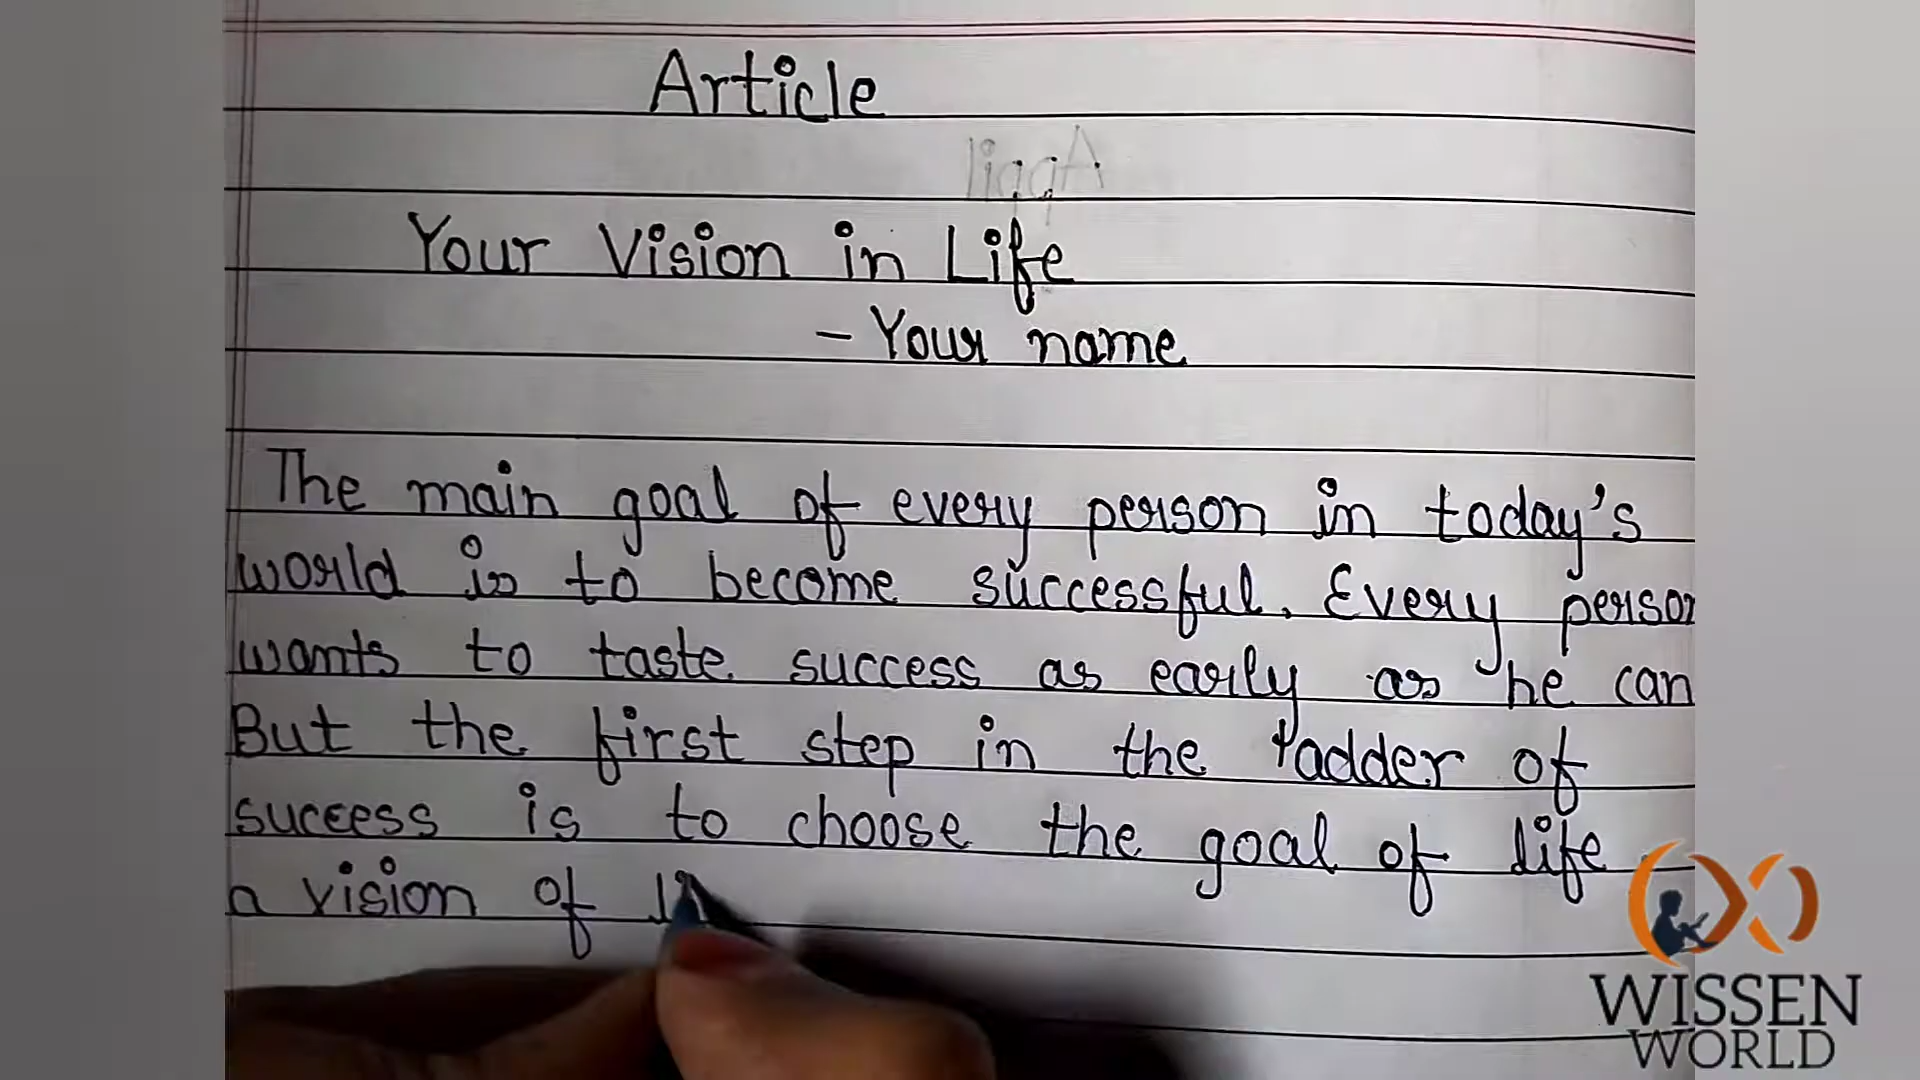 Article
Appil
Your Vision in Life
- Your name
The main goal of every person in today's
world is to become successful. Every person
wants to taste success as early as he can
But the first step in the ladder of
success is to choose the goal of life
a vision of
WISSEN
WORLD